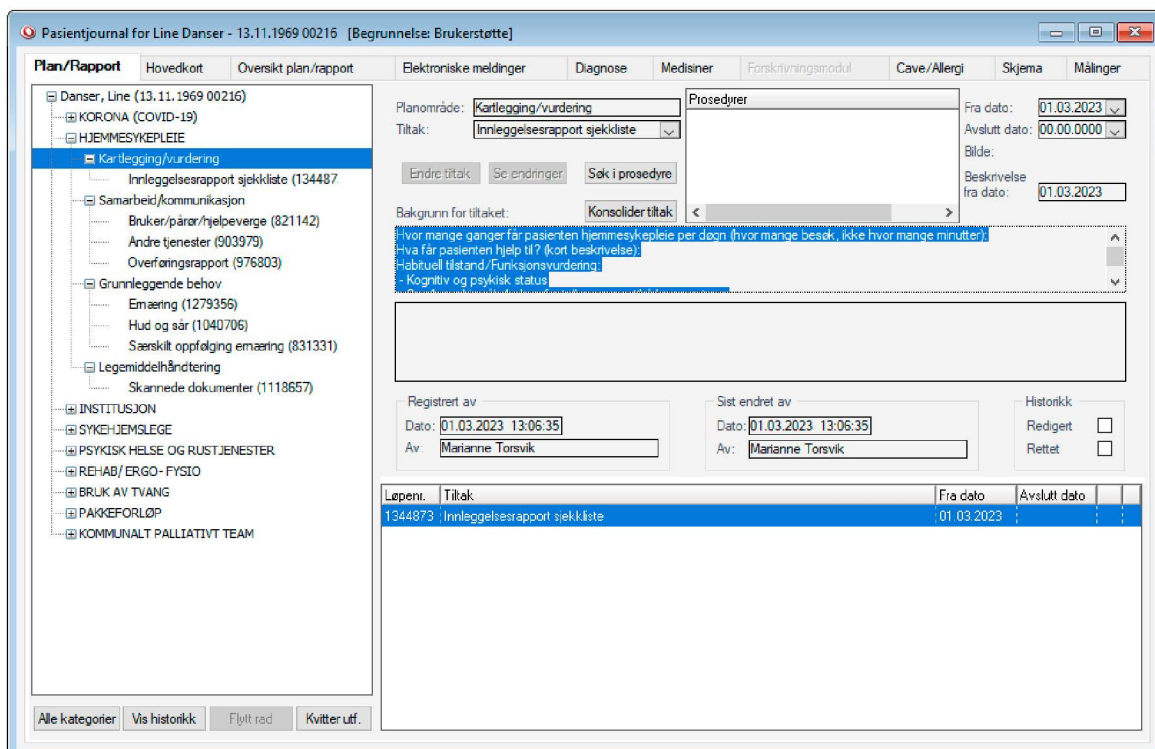 Pasientjournal for Line Danser - 13.11.1969 00216 [Begrunnelse: Brukerstøtte]
Plan/Rapport Hovedkort Oversikt plan/rapport Elektroniske meldinger Diagnose Medisiner Forskrivningsmodul Cave/Allergi Skjema Målinger
Danser, Line (13.11.1969 00216)
KORONA (COVID-19)
HJEMMESYKEPLEIE
Kartlegging/vurdering
Innleggelsesrapport sjekkliste (134487
Samarbeid/kommunikasjon
Bruker/pårør/hjelpeverge (821142)
Andre tjenester (903979)
Overføringsrapport (976803)
Grunnleggende behov
Ernæring (1279356)
Hud og sår (1040706)
Særskilt oppfølging ernæring (831331)
Legemiddelhåndtering
Skannede dokumenter (1118657)
INSTITUSJON
SYKEHJEMSLEGE
PSYKISK HELSE OG RUSTJENESTER
REHAB/ ERGO- FYSIO
BRUK AV TVANG
PAKKEFORLØP
KOMMUNALT PALLIATIVT TEAM
Alle kategorier Vis historikk Flytt rad Kvitter utf.
Planområde: Kartlegging/vurdering
Tiltak: Innleggelsesrapport sjekkliste
Endre tiltak Se endringer Søk i prosedyre
Bakgrunn for tiltaket: Konsolider tiltak
Prosedyrer
Fra dato: 01.03.2023
Avslutt dato: 00.00.0000
Bilde:
Beskrivelse
fra dato: 01.03.2023
Hvor mange ganger får pasienten hjemmesykepleie per døgn (hvor mange besøk, ikke hvor mange minutter):
Hva får pasienten hjelp til? (kort beskrivelse):
Habituell tilstand/Funksjonsvurdering:
- Kognitiv og psykisk status
Registrert av Sist endret av Historikk
Dato: 01.03.2023 13:06:35 Dato: 01.03.2023 13:06:35 Redigert
Av: Marianne Torsvik Av: Marianne Torsvik Rettet
Løpenr. Tiltak Fra dato Avslutt dato
1344873 Innleggelsesrapport sjekkliste 01.03.2023